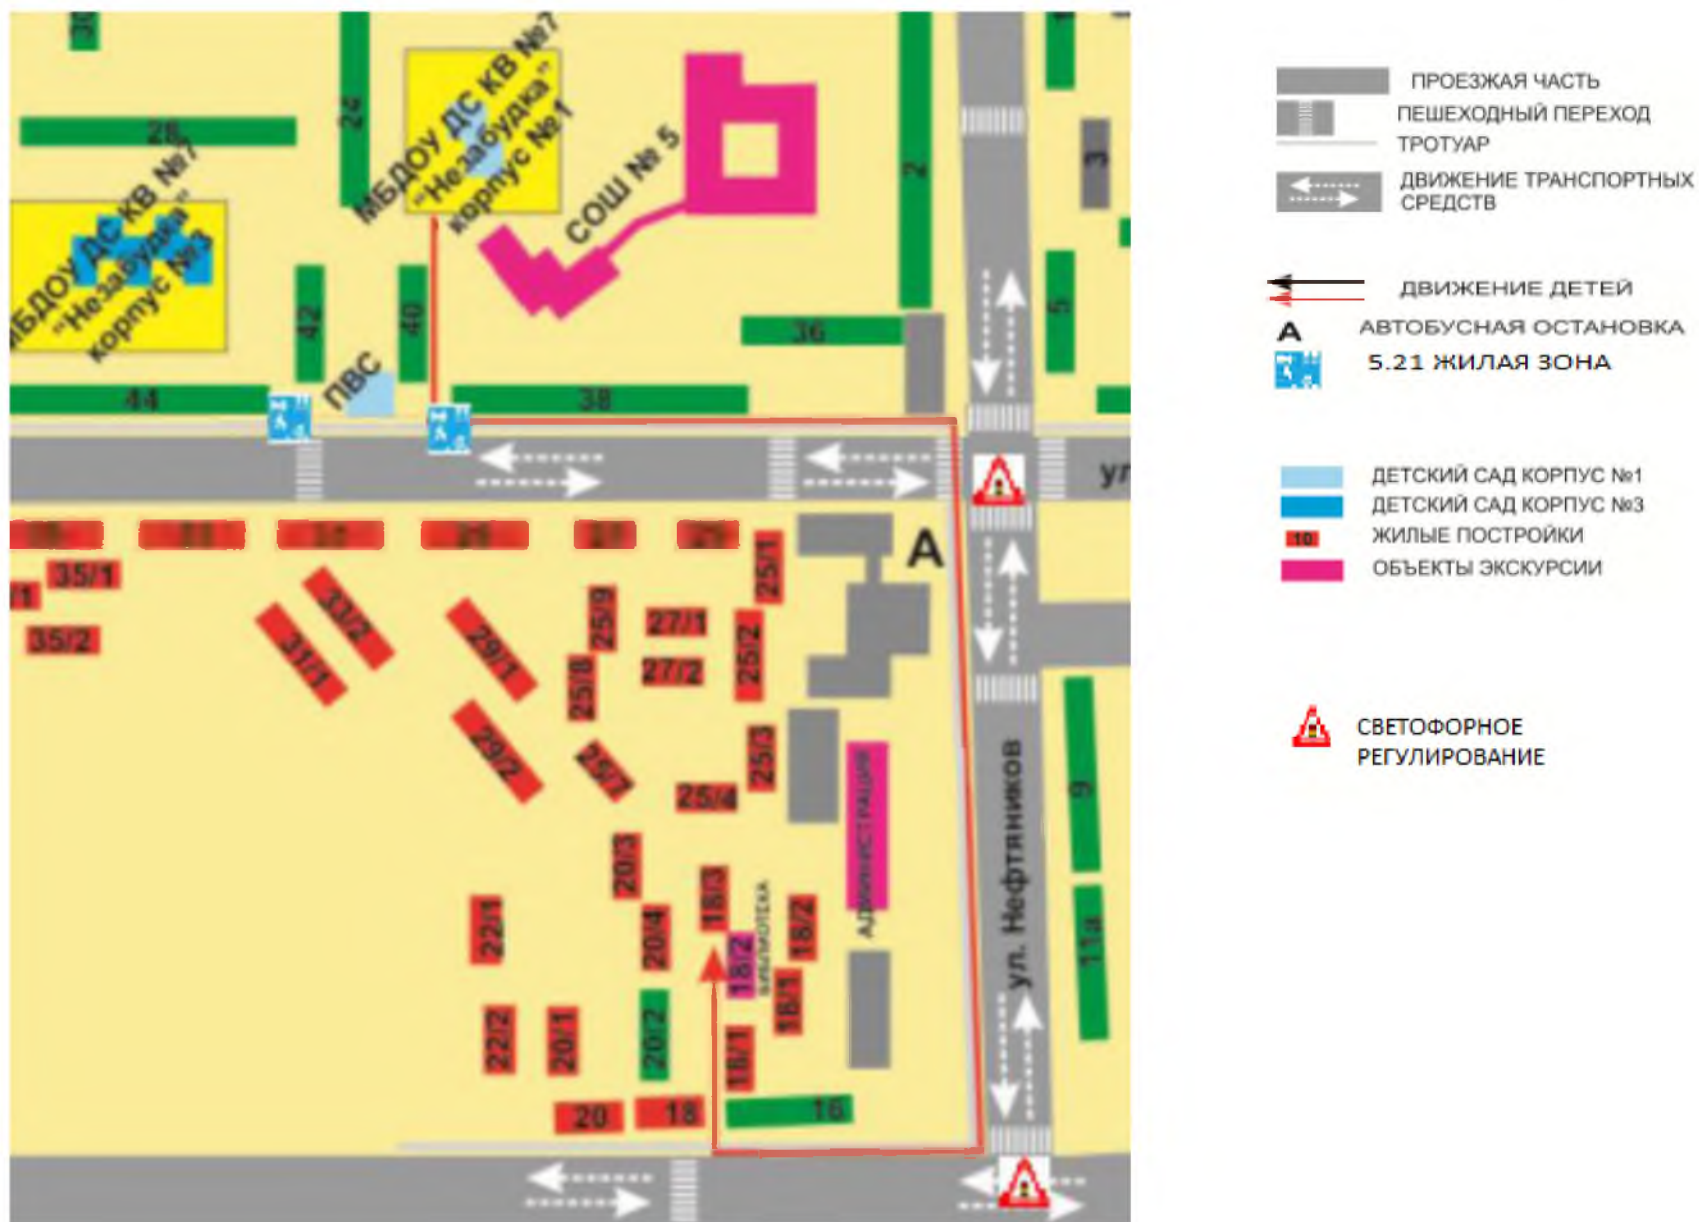 28
24
МБДОУ ДС КВ №7
"Незабудка"
корпус №1
СОШ № 5
2
3
МБДОУ ДС КВ №7
"Незабудка"
корпус №3
42
40
ПВС
36
5
44
38
ул
А
35/1
/1
35/2
33/2
31/1
29/1
29/2
25/9
25/8
25/7
27/1
27/2
25/1
25/2
25/3
25/4
20/3
20/4
18/3
18/2
БИБЛИОТЕКА
18/2
18/1
18/1
АДМИНИСТРАЦИЯ
ул. Нефтяников
9
11а
22/1
22/2
20/1
20/2
20
18
16
ПРОЕЗЖАЯ ЧАСТЬ
ПЕШЕХОДНЫЙ ПЕРЕХОД
ТРОТУАР
ДВИЖЕНИЕ ТРАНСПОРТНЫХ
СРЕДСТВ
ДВИЖЕНИЕ ДЕТЕЙ
А АВТОБУСНАЯ ОСТАНОВКА
5.21 ЖИЛАЯ ЗОНА
ДЕТСКИЙ САД КОРПУС №1
ДЕТСКИЙ САД КОРПУС №3
10 ЖИЛЫЕ ПОСТРОЙКИ
ОБЪЕКТЫ ЭКСКУРСИИ
СВЕТОФОРНОЕ
РЕГУЛИРОВАНИЕ